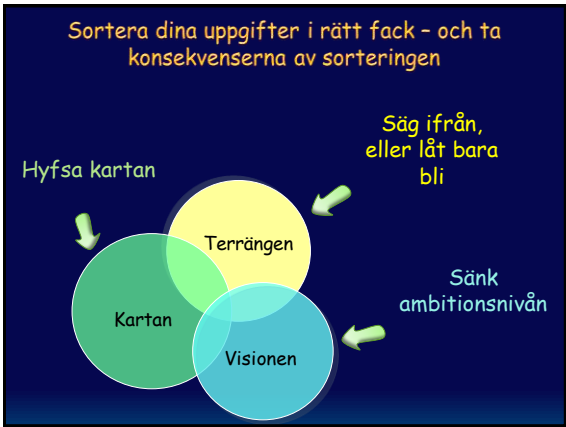 Sortera dina uppgifter i rätt fack – och ta
konsekvenserna av sorteringen
Säg ifrån,
eller låt bara
bli
Hyfsa kartan
Terrängen
Sänk
ambitionsnivån
Kartan
Visionen